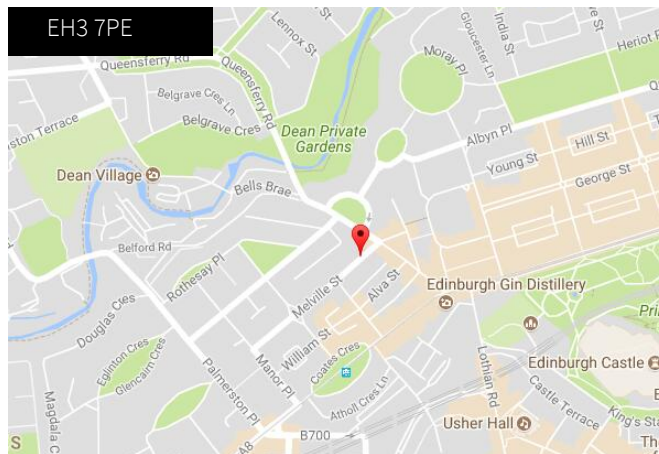 EH3 7PE
Queensferry Rd
Lennox St
India St
Gloucester Ln
Heriot R
Moray Pl
Queensferry Rd
Belgrave Cres Ln
Belgrave Cres
ston Terrace
Dean Private
Gardens
Albyn Pl
Hill St
Young St
George St
Dean Village
Bells Brae
Belford Rd
Rothesay Pl
Melville St
Alva St
Edinburgh Gin Distillery
Douglas Cres
Eglinton Cres
Glencairn Cres
William St
Manor Pl
Coates Cres
Palmerston Pl
Atholl Cres Ln
Lothian Rd
Pri
Edinburgh Castle
Castle Terrace
King's Sta
Usher Hall
Magdala C
A8
B700
S
Th